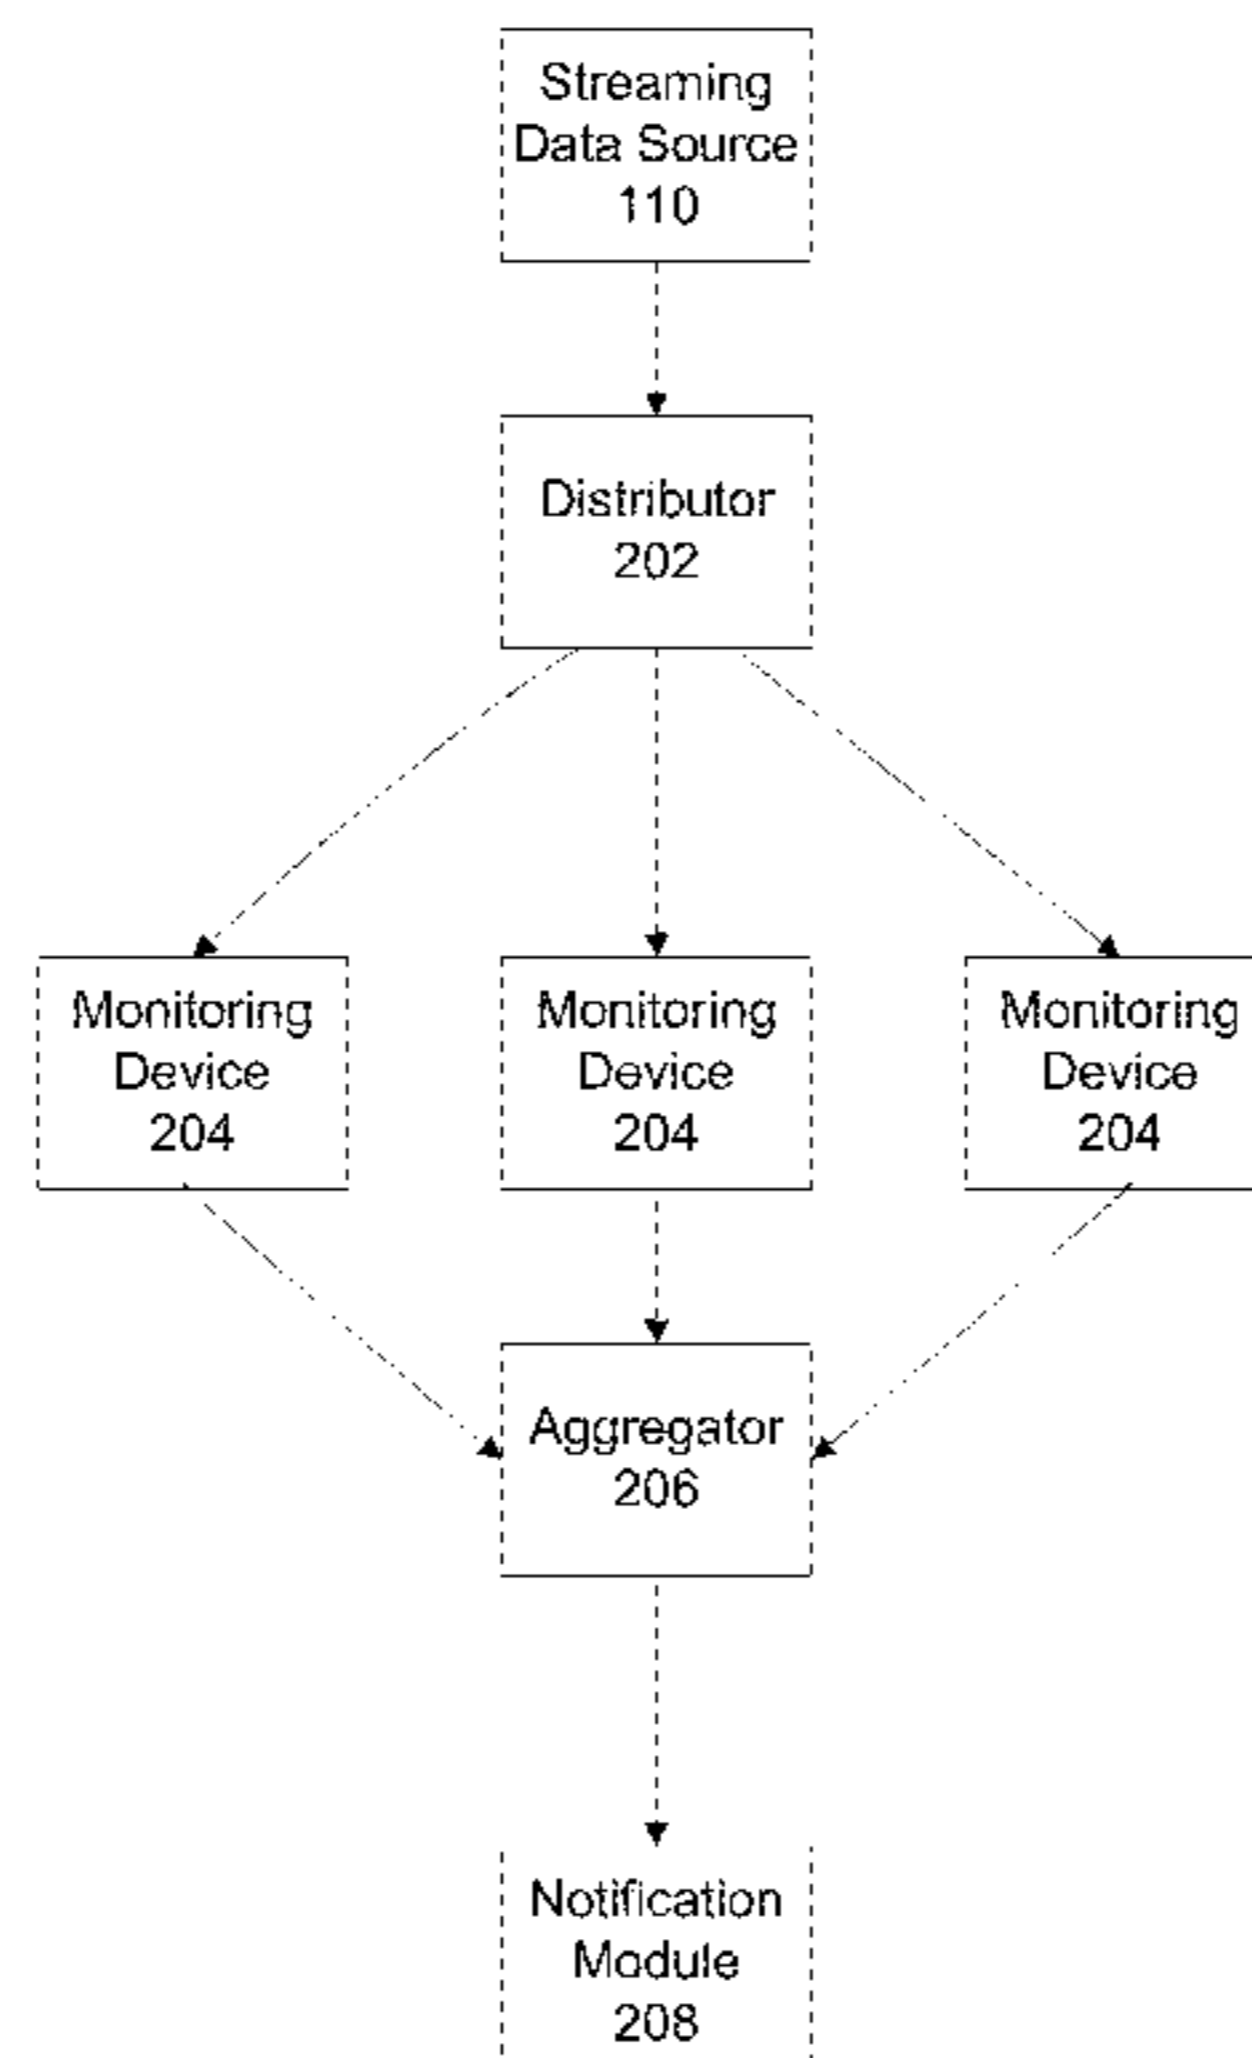 Streaming
Data Source
110
Distributor
202
Monitoring
Device
204
Monitoring
Device
204
Monitoring
Device
204
Aggregator
206
Notification
Module
208